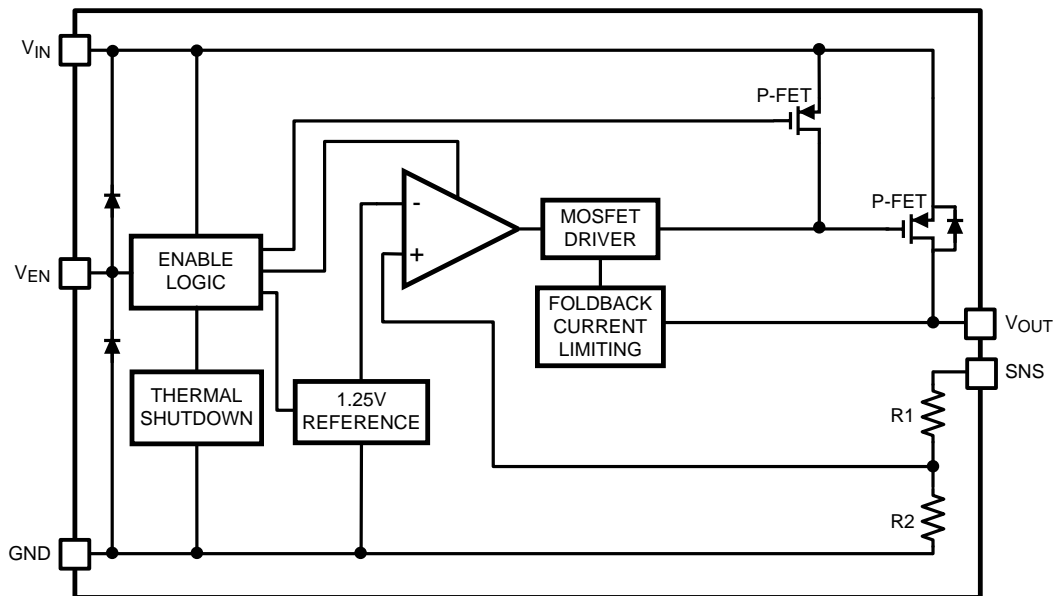 VIN
P-FET
P-FET
-
+
MOSFET
DRIVER
VEN
ENABLE
LOGIC
FOLDBACK
CURRENT
LIMITING
VOUT
SNS
THERMAL
SHUTDOWN
1.25V
REFERENCE
R1
R2
GND